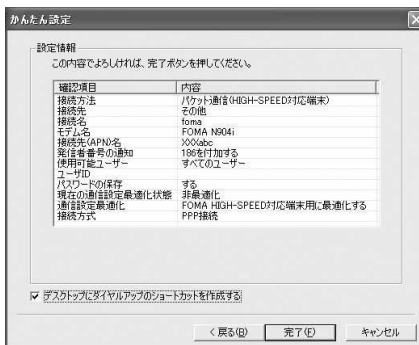 かんたん設定
設定情報
この内容でよろしければ、完了ボタンを押してください。
確認項目 内容
接続方法 パケット通信(HIGH-SPEED対応端末)
接続先 その他
接続名 foma
モデム名 FOMA N904i
接続先(APN)名 XXXabc
発信者番号の通知 186を付加する
使用可能ユーザー すべてのユーザー
ユーザID
パスワードの保存 する
現在の通信設定最適化状態 非最適化
通信設定最適化 FOMA HIGH-SPEED対応端末用に最適化する
接続方式 PPP接続
デスクトップにダイヤルアップのショートカットを作成する
< 戻る(B) 完了(F) キャンセル